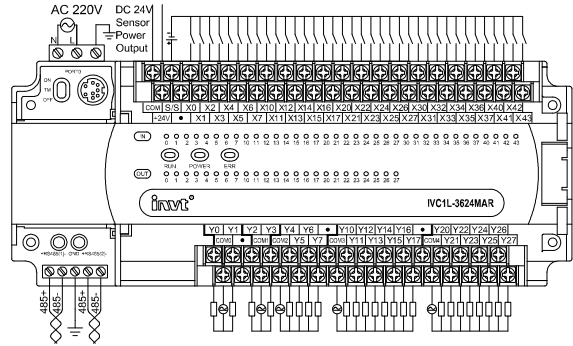 AC 220V
DC 24V
Sensor
Power
Output
N L
PORT0
ON
TM
OFF
COM S/S X0 X2 X4 X6 X10 X12 X14 X16 X20 X22 X24 X26 X30 X32 X34 X36 X40 X42
+24V • X1 X3 X5 X7 X11 X13 X15 X17 X21 X23 X25 X27 X31 X33 X35 X37 X41 X43
IN
0 1 2 3 4 5 6 7 10 11 12 13 14 15 16 17 20 21 22 23 24 25 26 27 30 31 32 33 34 35 36 37 40 41 42 43
RUN POWER ERR
OUT
0 1 2 3 4 5 6 7 10 11 12 13 14 15 16 17 20 21 22 23 24 25 26 27
invt
IVC1L-3624MAR
Y0 Y1 Y2 Y3 Y4 Y6 • Y10 Y12 Y14 Y16 • Y20 Y22 Y24 Y26
COM0 • COM1 COM2 Y5 Y7 COM3 Y11 Y13 Y15 Y17 COM4 Y21 Y23 Y25 Y27
+RS485(1)- GND +RS485(2)-
485+
485-
485+
485-